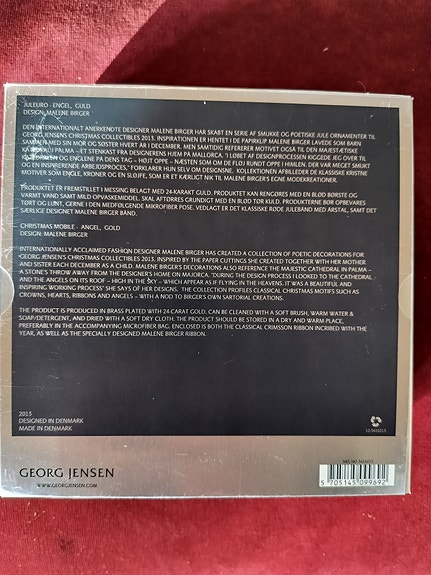 JULEURO - ENGEL, GULD
DESIGN: MALENE BIRGER
DEN INTERNATIONALT ANERKENDTE DESIGNER MALENE BIRGER HAR SKABT EN SERIE AF SMUKKE OG POETISKE JULE ORNAMENTER TIL
GEORG JENSENS CHRISTMAS COLLECTIBLES 2013. INSPIRATIONEN ER HENTET I DE PAPIRKLIP MALENE BIRGER LAVEDE SOM BARN
SAMMEN MED SIN MOR OG SØSTER HVERT ÅR I DECEMBER. MEN SAMTIDIG REFERERER MOTIVET OGSÅ TIL DEN MAJESTÆTISKE
KATEDRAL I PALMA – ET STENKAST FRA DESIGNERENS HJEM PÅ MALLORCA. "I LØBET AF DESIGNPROCESSEN KIGGEDE JEG OVER TIL
KATEDRALEN OG ENGLENE PÅ DENS TAG – HØJT OPPE – NÆSTEN SOM OM DE FLØJ RUNDT OPPE I HIMLEN. DER VAR MEGET SMUKT
OG EN INSPIRERENDE ARBEJDSPROCES," FORKLARER HUN SELV OM DESIGNSNE. KOLLEKTIONEN AFBILLEDER DE KLASSISKE KRISTNE
MOTIVER SOM ENGLE, KRONER OG EN SLØJFE, SOM ER ET KÆRLIGT NIK TIL MALENE BIRGERS EGNE MODEKREATIONER.
PRODUKTET ER FREMSTILLET I MESSING BELAGT MED 24-KARAT GULD. PRODUKTET KAN RENGØRES MED EN BLØD BØRSTE OG
VARMT VAND SAMT MILD OPVASKEMIDDEL. SKAL AFTØRRES GRUNDIGT MED EN BLØD TØR KLUD. PRODUKTERNE BØR OPBEVARES
TØRT OG LUNT, GERNE I DEN MEDFØLGENDE MIKROFIBER POSE. VEDLAGT ER DET KLASSISKE RØDE JULEBÅND MED ÅRSTAL, SAMT DET
SÆRLIGE DESIGNET MALENE BIRGER BÅND.
CHRISTMAS MOBILE - ANGEL, GOLD
DESIGN: MALENE BIRGER
INTERNATIONALLY ACCLAIMED FASHION DESIGNER MALENE BIRGER HAS CREATED A COLLECTION OF POETIC DECORATIONS FOR
GEORG JENSEN'S CHRISTMAS COLLECTIBLES 2013. INSPIRED BY THE PAPER CUTTINGS SHE CREATED TOGETHER WITH HER MOTHER
AND SISTER EACH DECEMBER AS A CHILD, MALENE BIRGER'S DECORATIONS ALSO REFERENCE THE MAJESTIC CATHEDRAL IN PALMA –
A STONE'S THROW AWAY FROM THE DESIGNER'S HOME ON MAJORCA. "DURING THE DESIGN PROCESS I LOOKED TO THE CATHEDRAL
AND THE ANGELS ON ITS ROOF – HIGH IN THE SKY – WHICH APPEAR AS IF FLYING IN THE HEAVENS. IT WAS A BEAUTIFUL AND
INSPIRING WORKING PROCESS" SHE SAYS OF HER DESIGNS. THE COLLECTION PROFILES CLASSICAL CHRISTMAS MOTIFS SUCH AS
CROWNS, HEARTS, RIBBONS AND ANGELS – WITH A NOD TO BIRGER'S OWN SARTORIAL CREATIONS.
THE PRODUCT IS PRODUCED IN BRASS PLATED WITH 24 CARAT GOLD. CAN BE CLEANED WITH A SOFT BRUSH, WARM WATER &
SOAP/DETERGENT, AND DRIED WITH A SOFT DRY CLOTH. THE PRODUCT SHOULD BE STORED IN A DRY AND WARM PLACE,
PREFERABLY IN THE ACCOMPANYING MICROFIBER BAG. ENCLOSED IS BOTH THE CLASSICAL CRIMSSON RIBBON INCRIBED WITH THE
YEAR, AS WELL AS THE SPECIALLY DESIGNED MALENE BIRGER RIBBON.
2013
DESIGNED IN DENMARK
MADE IN DENMARK
GEORG JENSEN
WWW.GEORGJENSEN.COM
5 705145 099692